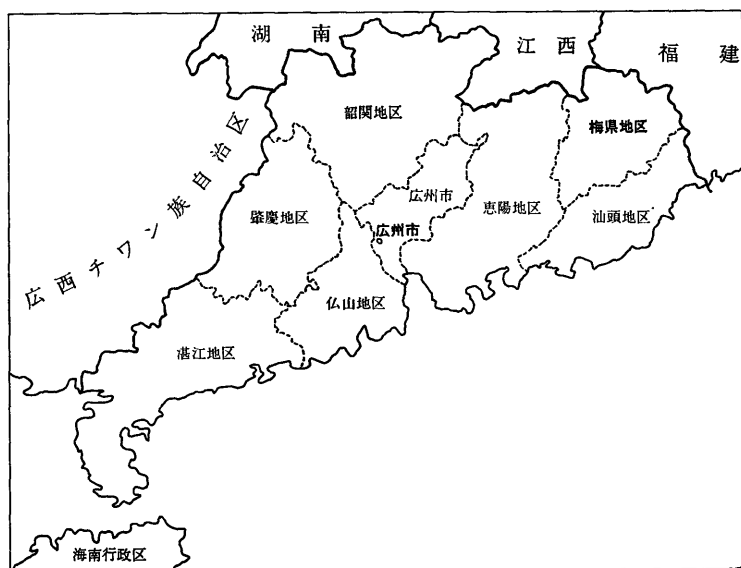 湖南
江西
福建
広西チワン族自治区
韶関地区
梅県地区
広州市
恵陽地区
汕頭地区
肇慶地区
広州市
仏山地区
湛江地区
海南行政区